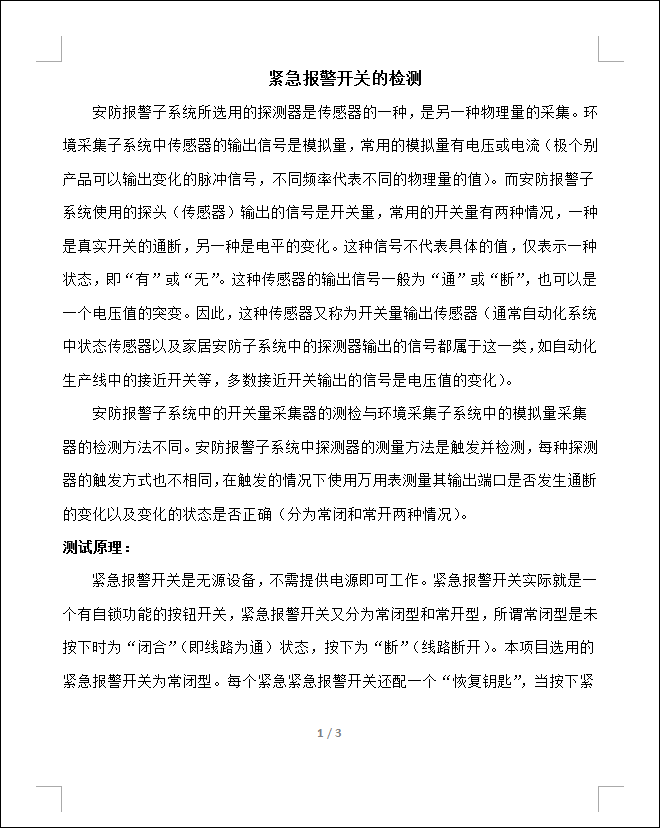 紧急报警开关的检测
安防报警子系统所选用的探测器是传感器的一种，是另一种物理量的采集。环
境采集子系统中传感器的输出信号是模拟量，常用的模拟量有电压或电流（极个别
产品可以输出变化的脉冲信号，不同频率代表不同的物理量的值）。而安防报警子
系统使用的探头（传感器）输出的信号是开关量，常用的开关量有两种情况，一种
是真实开关的通断，另一种是电平的变化。这种信号不代表具体的值，仅表示一种
状态，即“有”或“无”。这种传感器的输出信号一般为“通”或“断”，也可以是
一个电压值的突变。因此，这种传感器又称为开关量输出传感器（通常自动化系统
中状态传感器以及家居安防子系统中的探测器输出的信号都属于这一类，如自动化
生产线中的接近开关等，多数接近开关输出的信号是电压值的变化）。
安防报警子系统中的开关量采集器的测检与环境采集子系统中的模拟量采集
器的检测方法不同。安防报警子系统中探测器的测量方法是触发并检测，每种探测
器的触发方式也不相同，在触发的情况下使用万用表测量其输出端口是否发生通断
的变化以及变化的状态是否正确（分为常闭和常开两种情况）。
测试原理：
紧急报警开关是无源设备，不需提供电源即可工作。紧急报警开关实际就是一
个有自锁功能的按钮开关，紧急报警开关又分为常闭型和常开型，所谓常闭型是未
按下时为“闭合”（即线路为通）状态，按下为“断”（线路断开）。本项目选用的
紧急报警开关为常闭型。每个紧急紧急报警开关还配一个“恢复钥匙”，当按下紧
1 / 3